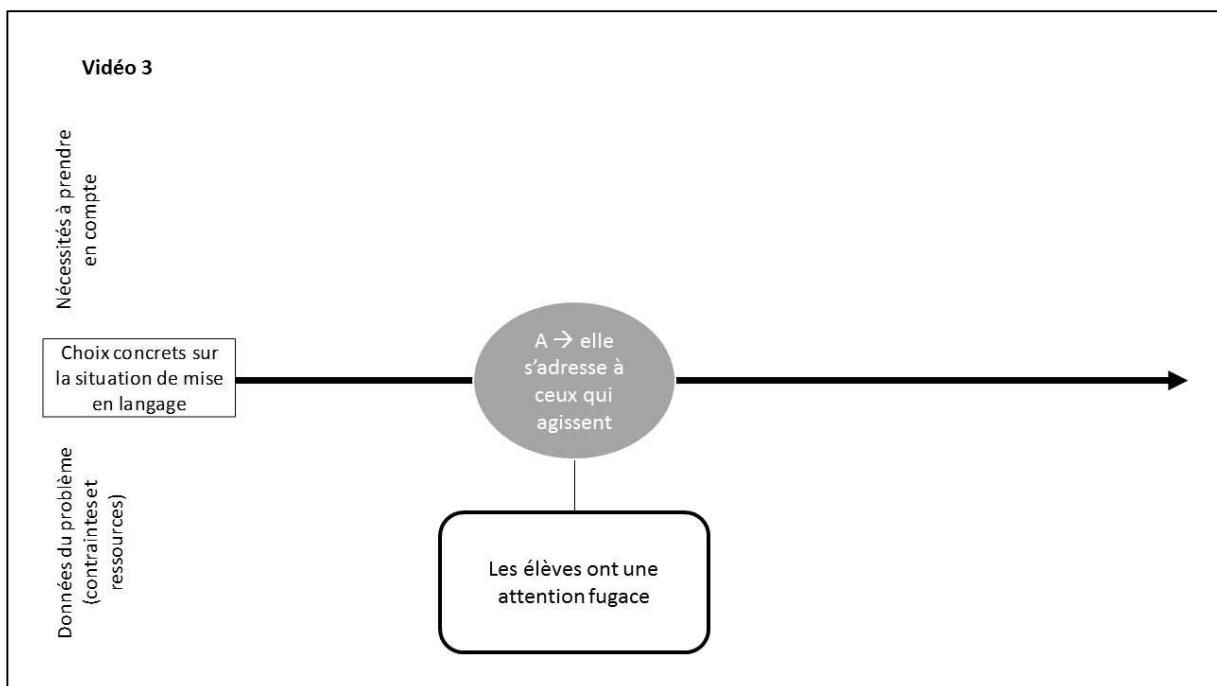 Vidéo 3
Nécessités à prendre
en compte
Choix concrets sur
la situation de mise
en langage
A → elle
s’adresse à
ceux qui
agissent
Données du problème
(contraintes et
ressources)
Les élèves ont une
attention fugace